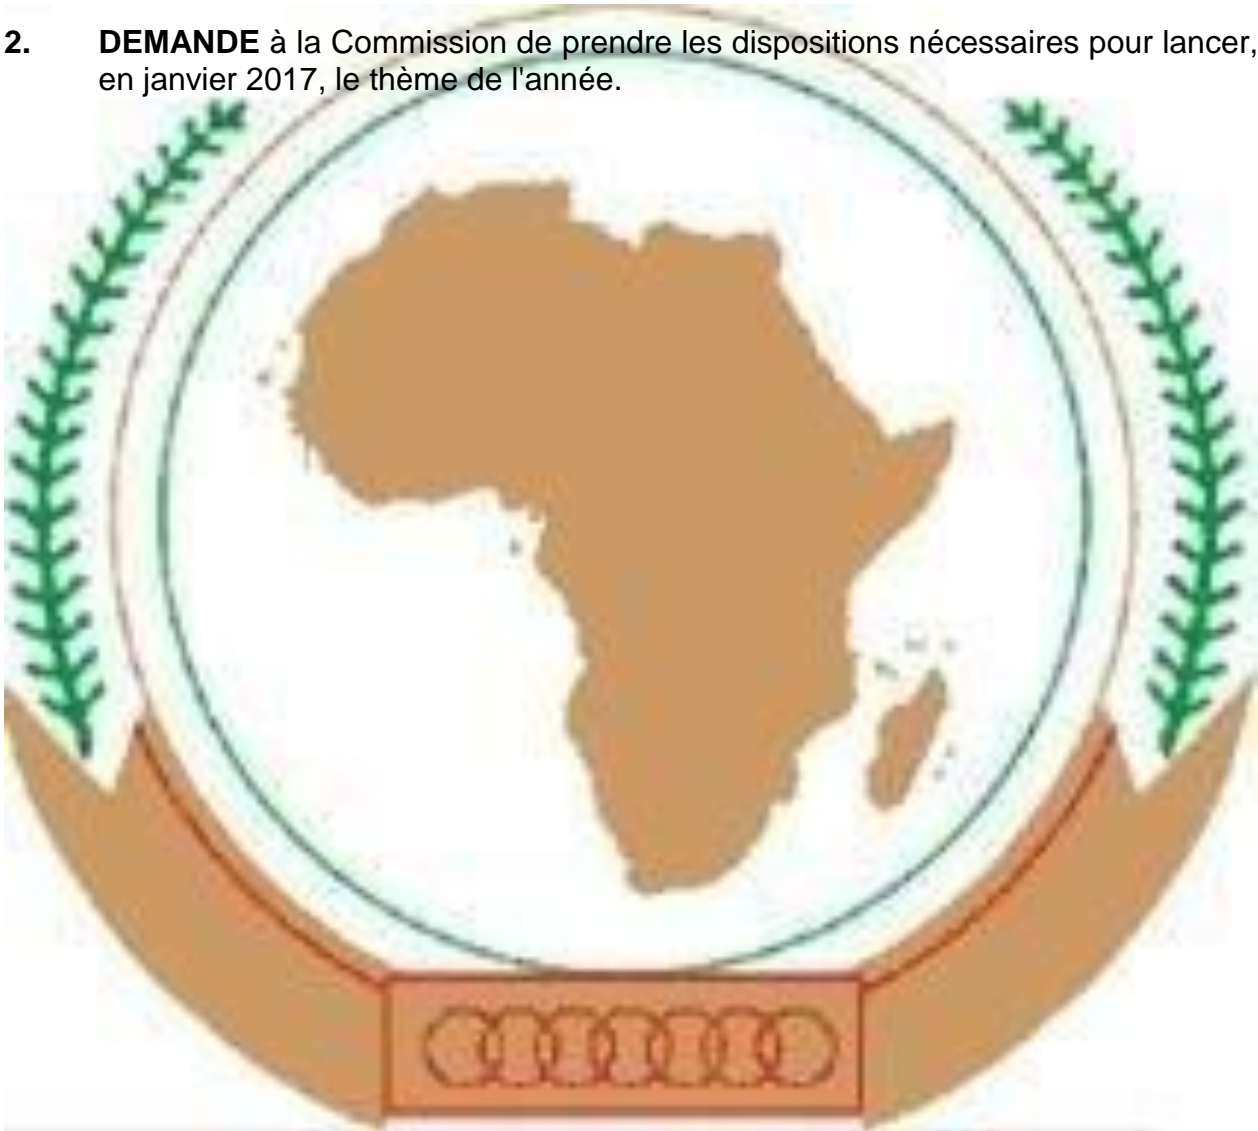 2. DEMANDE à la Commission de prendre les dispositions nécessaires pour lancer,
en janvier 2017, le thème de l'année.